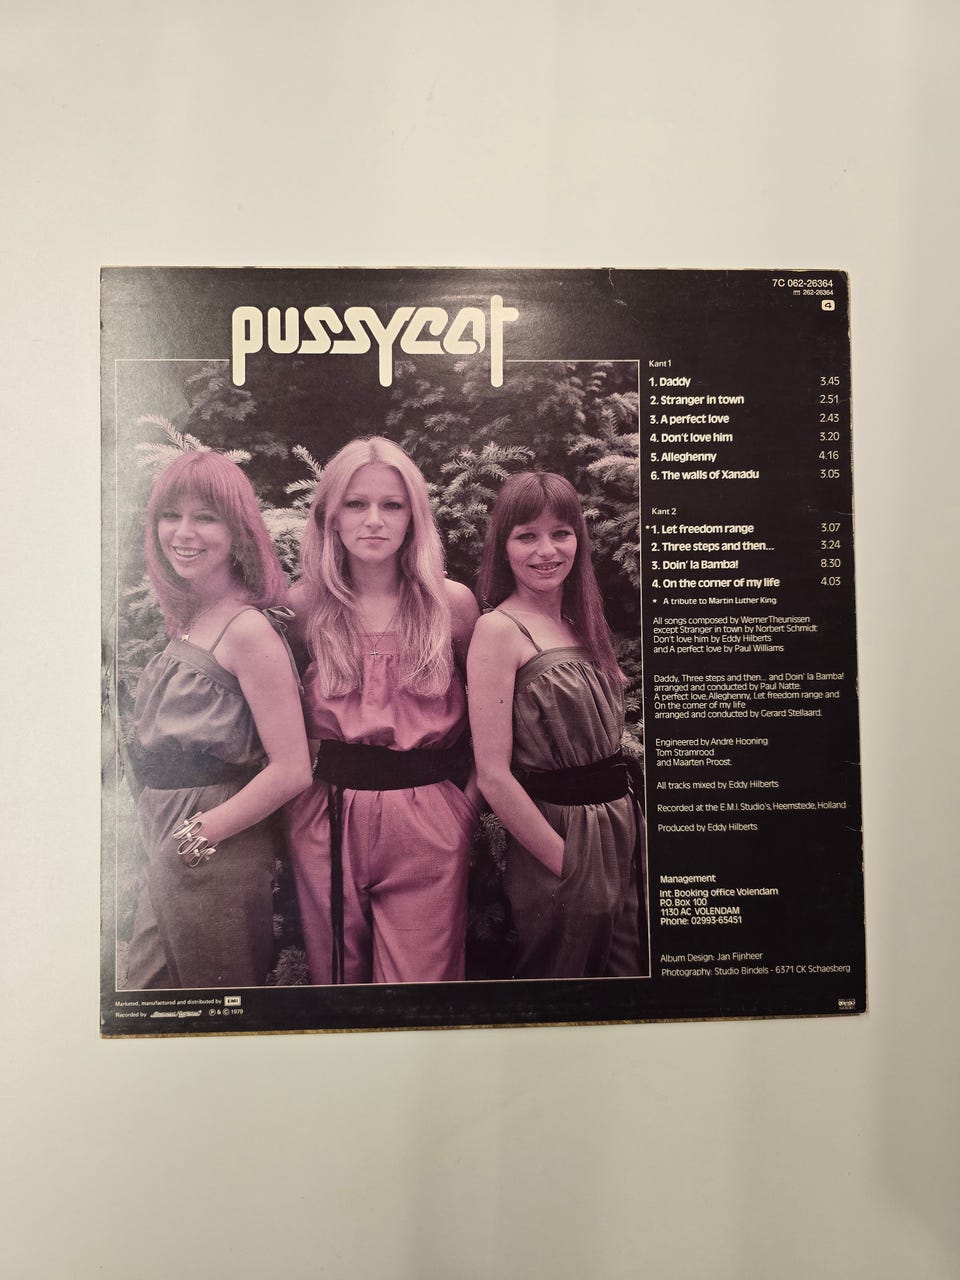 pussycat
7C 062-26364
262-26364
4
Kant 1
1. Daddy 3.45
2. Stranger in town 2.51
3. A perfect love 2.43
4. Don't love him 3.20
5. Alleghenny 4.16
6. The walls of Xanadu 3.05
Kant 2
*1. Let freedom range 3.07
2. Three steps and then... 3.24
3. Doin' la Bamba! 8.30
4. On the corner of my life 4.03
* A tribute to Martin Luther King
All songs composed by Werner Theunissen
except Stranger in town by Norbert Schmidt
Don't love him by Eddy Hilberts
and A perfect love by Paul Williams
Daddy, Three steps and then... and Doin' la Bamba!
arranged and conducted by Paul Natte.
A perfect love, Alleghenny, Let freedom range and
On the corner of my life
arranged and conducted by Gerard Stellaard.
Engineered by André Hooning
Tom Stramrood
and Maarten Proost.
All tracks mixed by Eddy Hilberts
Recorded at the E.M.I. Studio's, Heemstede, Holland
Produced by Eddy Hilberts
Management
Int. Booking office Volendam
P.O. Box 100
1130 AC VOLENDAM
Phone: 02993-65451
Album Design: Jan Fijnheer
Photography: Studio Bindels - 6371 CK Schaesberg
Marketed, manufactured and distributed by EMI
Recorded by
Ⓟ & © 1979